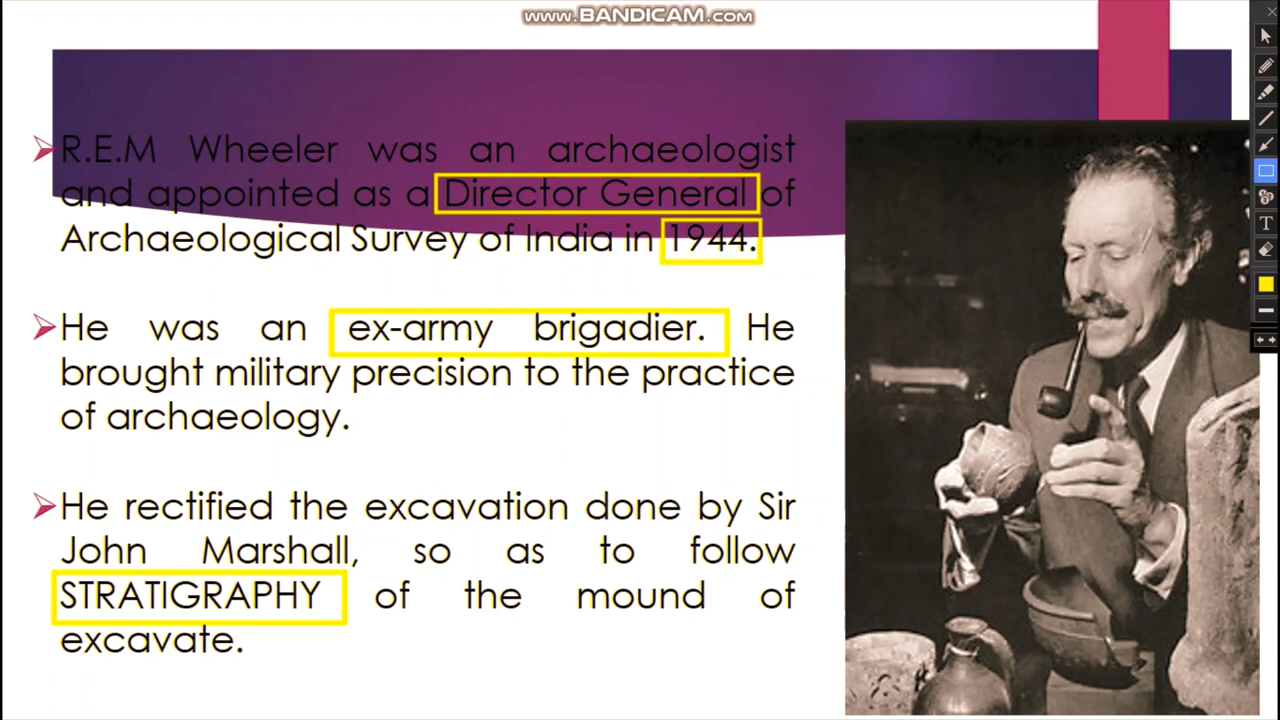 www.BANDICAM.com
R.E.M Wheeler was an archaeologist
and appointed as a Director General of
Archaeological Survey of India in 1944.
He was an ex-army brigadier. He
brought military precision to the practice
of archaeology.
He rectified the excavation done by Sir
John Marshall, so as to follow
STRATIGRAPHY of the mound of
excavate.